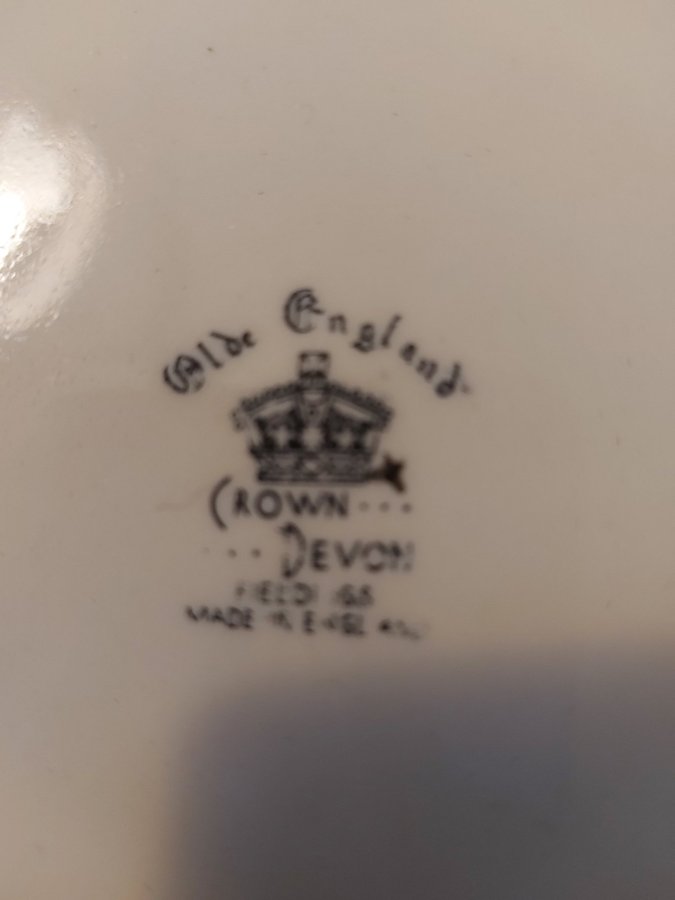 Olde England
CROWN ...
... DEVON
FIELDINGS
MADE IN ENGLAND